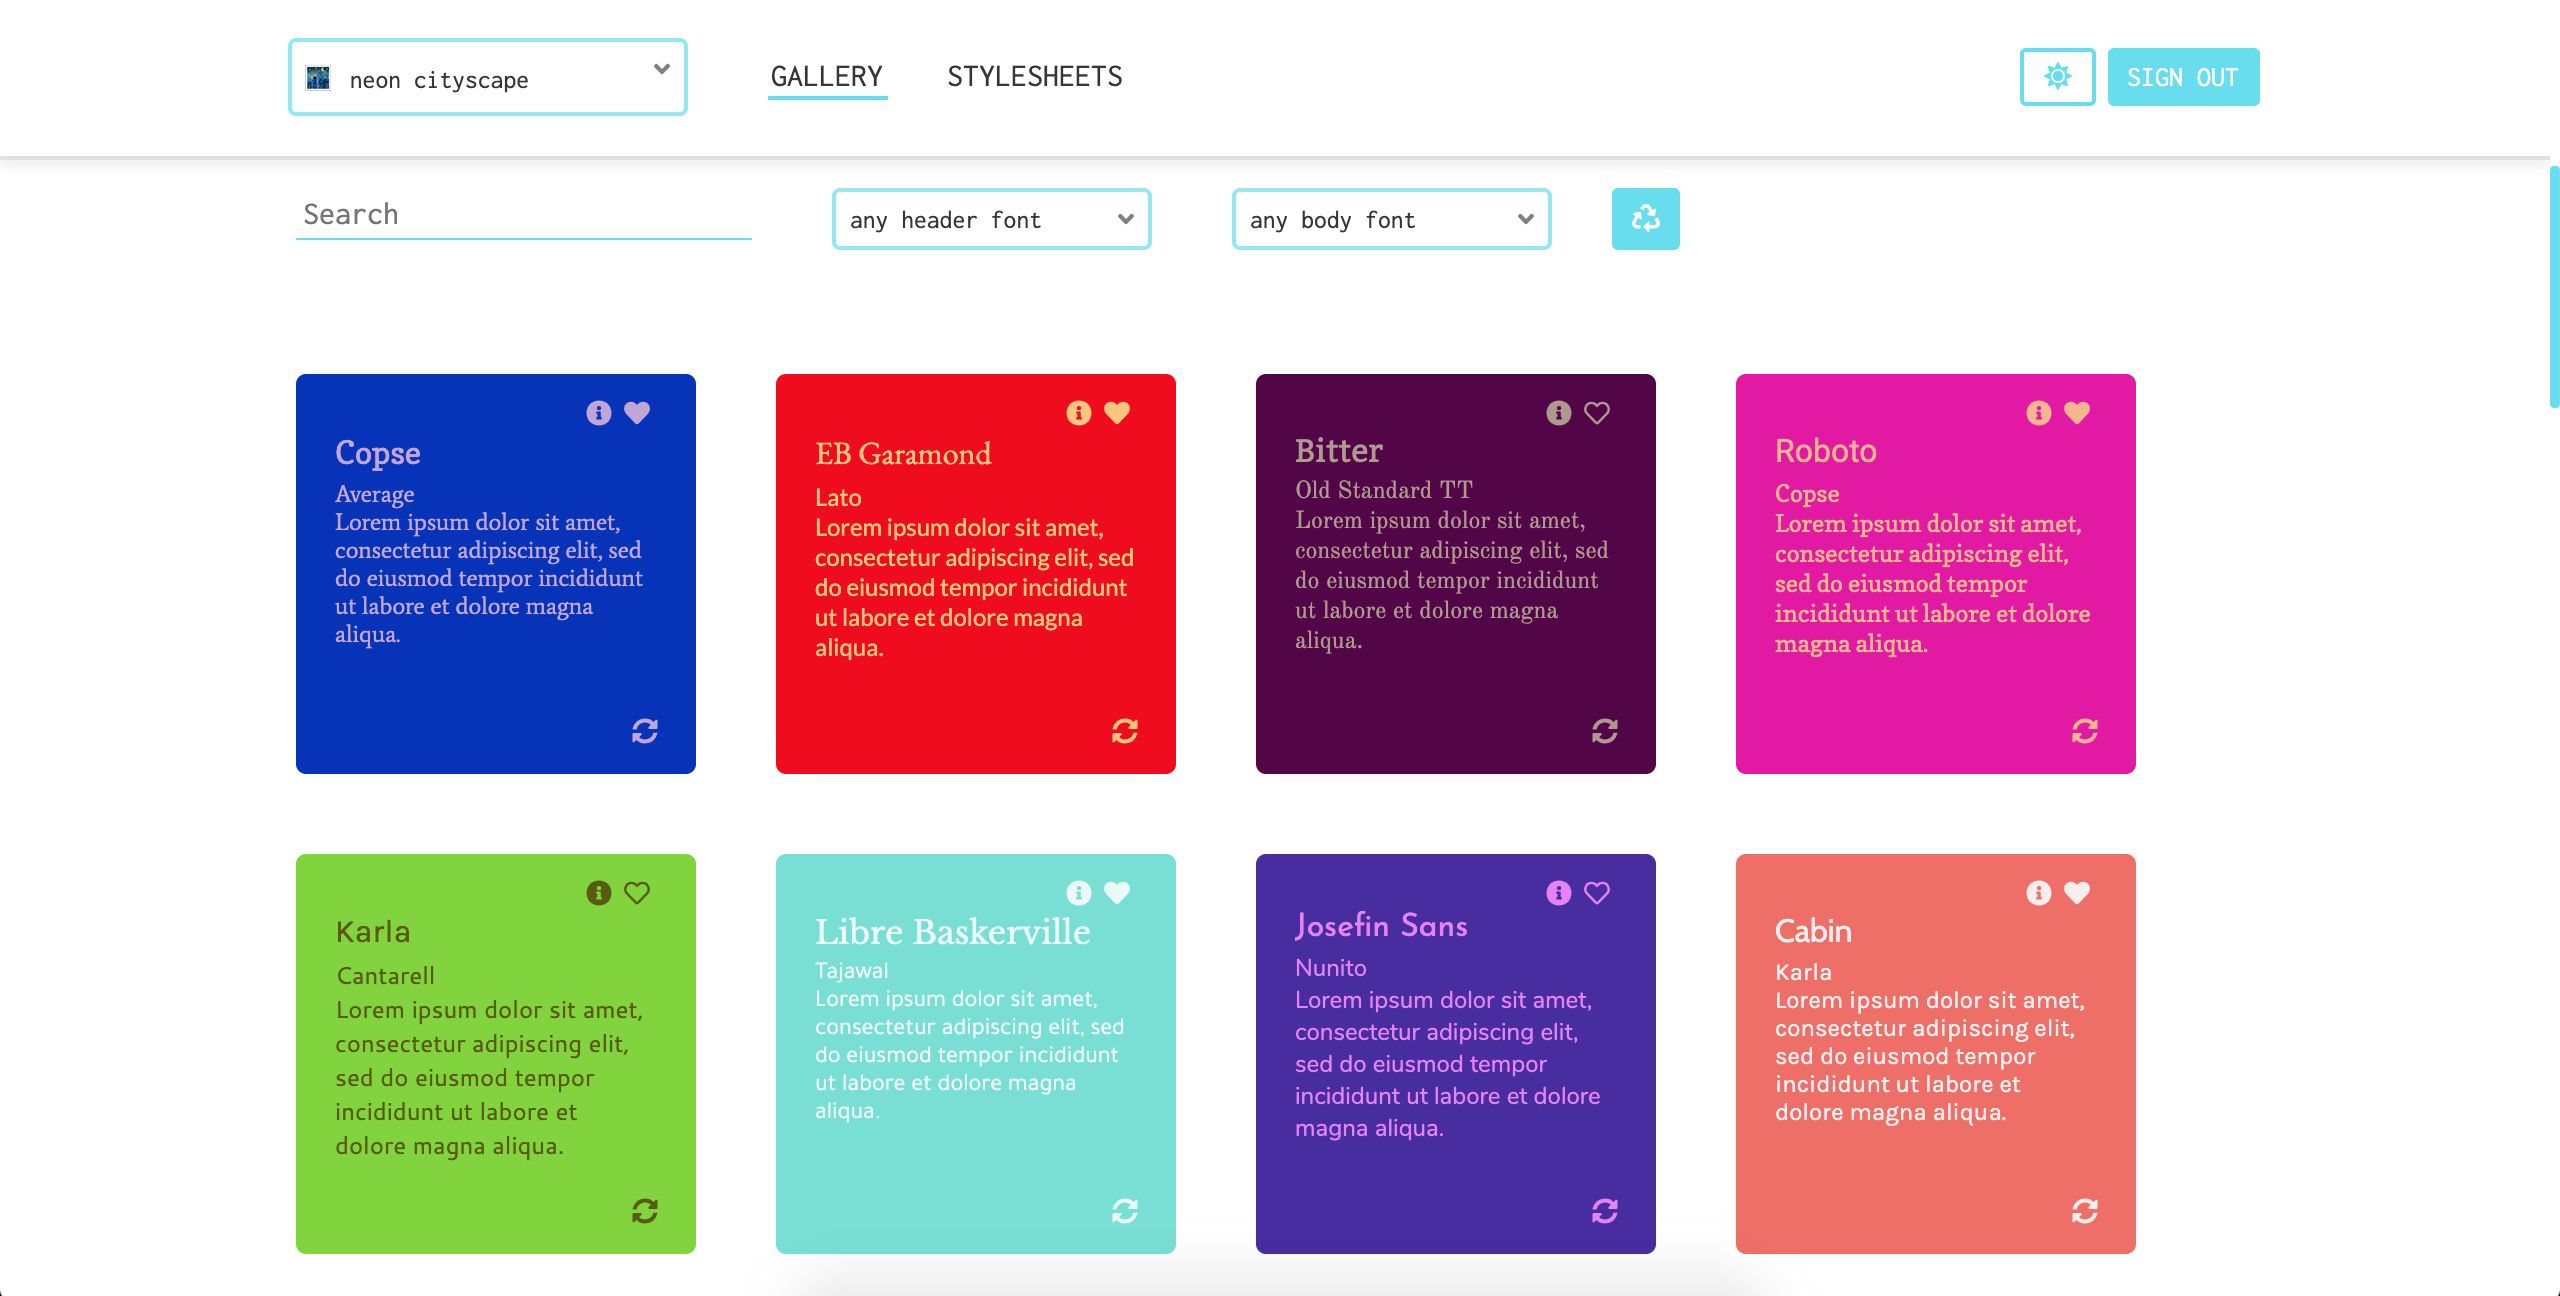 neon cityscape
GALLERY
STYLESHEETS
SIGN OUT
Search
any header font
any body font
Copse
Average
Lorem ipsum dolor sit amet,
consectetur adipiscing elit, sed
do eiusmod tempor incididunt
ut labore et dolore magna
aliqua.
EB Garamond
Lato
Lorem ipsum dolor sit amet,
consectetur adipiscing elit, sed
do eiusmod tempor incididunt
ut labore et dolore magna
aliqua.
Bitter
Old Standard TT
Lorem ipsum dolor sit amet,
consectetur adipiscing elit, sed
do eiusmod tempor incididunt
ut labore et dolore magna
aliqua.
Roboto
Copse
Lorem ipsum dolor sit amet,
consectetur adipiscing elit,
sed do eiusmod tempor
incididunt ut labore et dolore
magna aliqua.
Karla
Cantarell
Lorem ipsum dolor sit amet,
consectetur adipiscing elit,
sed do eiusmod tempor
incididunt ut labore et
dolore magna aliqua.
Libre Baskerville
Tajawal
Lorem ipsum dolor sit amet,
consectetur adipiscing elit, sed
do eiusmod tempor incididunt
ut labore et dolore magna
aliqua.
Josefin Sans
Nunito
Lorem ipsum dolor sit amet,
consectetur adipiscing elit,
sed do eiusmod tempor
incididunt ut labore et dolore
magna aliqua.
Cabin
Karla
Lorem ipsum dolor sit amet,
consectetur adipiscing elit,
sed do eiusmod tempor
incididunt ut labore et
dolore magna aliqua.